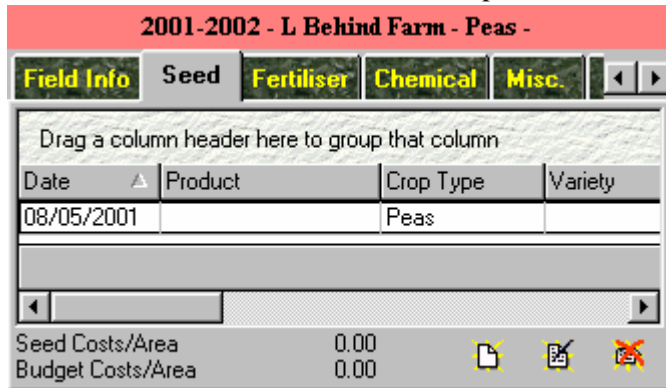 2001-2002 - L Behind Farm - Peas -
Field Info Seed Fertiliser Chemical Misc.
Drag a column header here to group that column
Date Product Crop Type Variety
08/05/2001 Peas
Seed Costs/Area 0.00
Budget Costs/Area 0.00